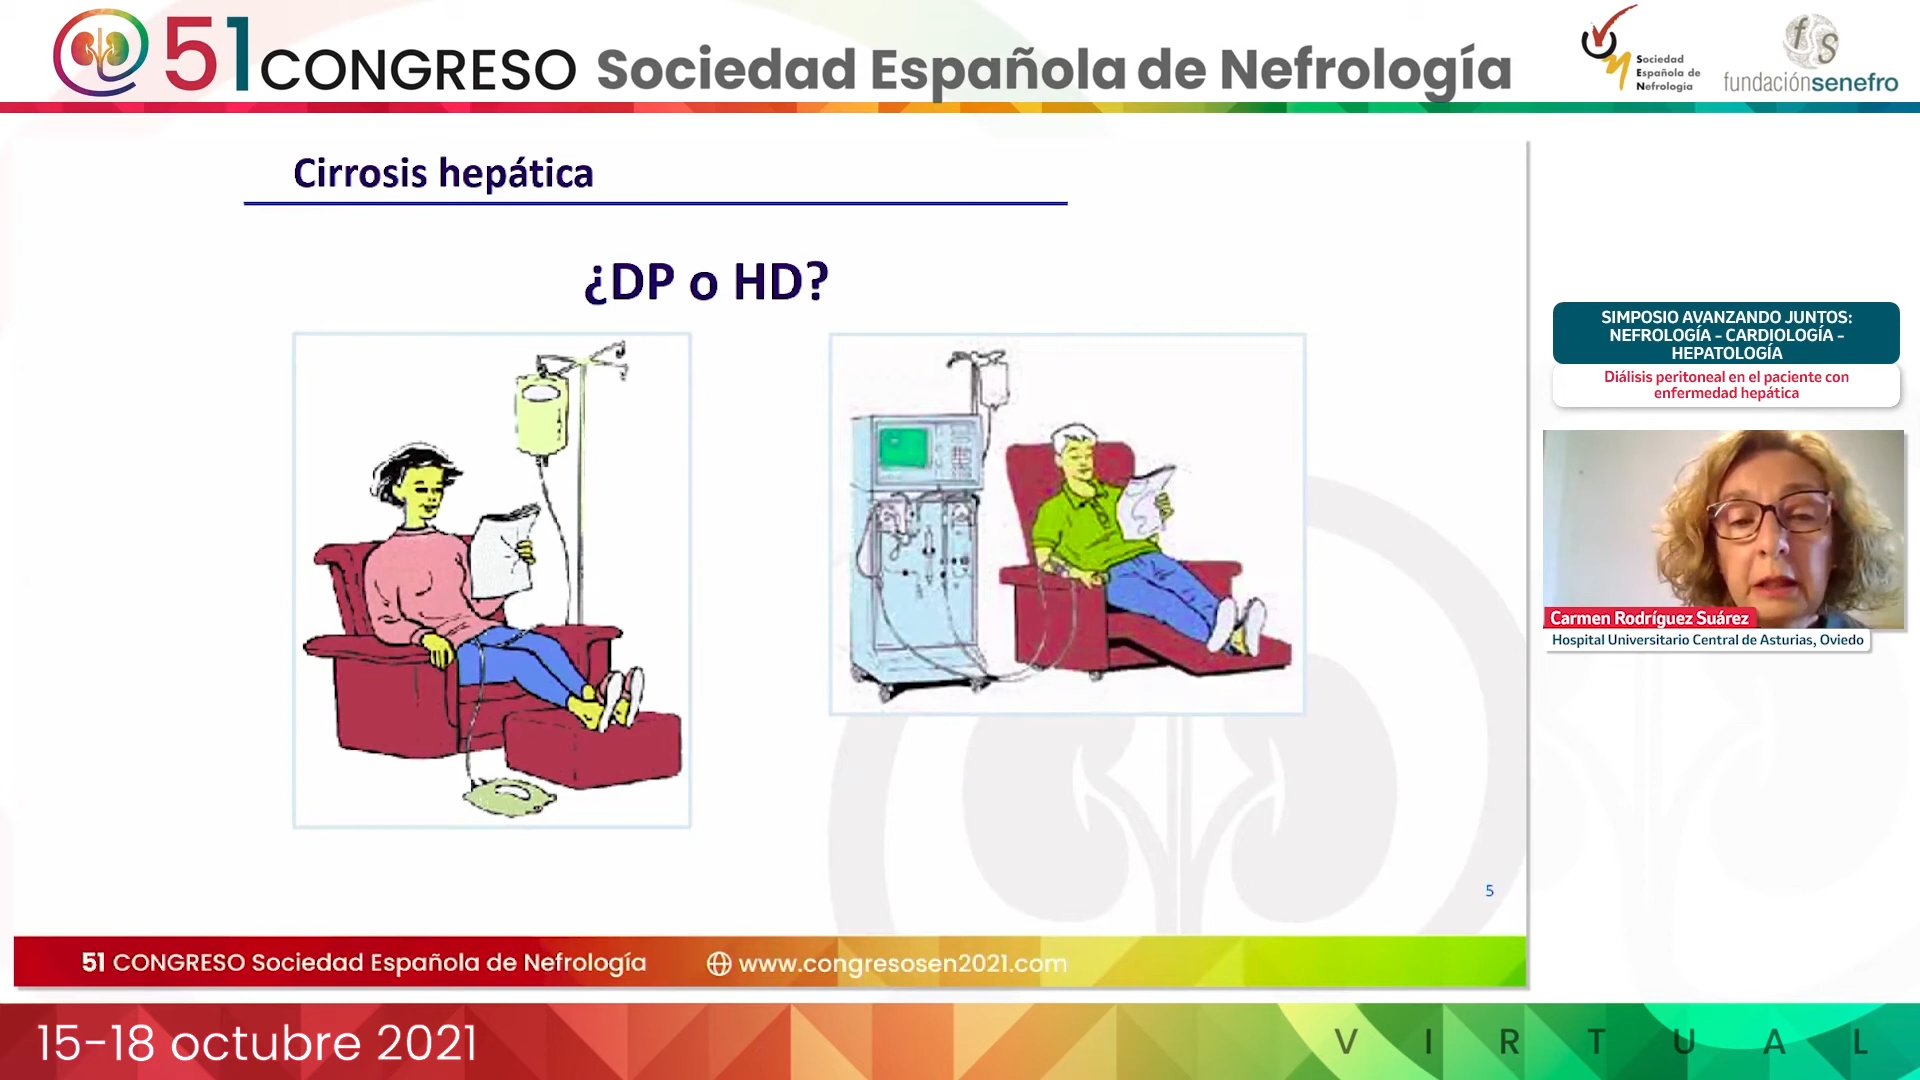 51 CONGRESO Sociedad Española de Nefrología
Sociedad
Española de
Nefrología
fS
fundaciónsenefro
Cirrosis hepática
¿DP o HD?
5
51 CONGRESO Sociedad Española de Nefrología
www.congresosen2021.com
SIMPOSIO AVANZANDO JUNTOS:
NEFROLOGÍA - CARDIOLOGÍA -
HEPATOLOGÍA
Diálisis peritoneal en el paciente con
enfermedad hepática
Carmen Rodríguez Suárez
Hospital Universitario Central de Asturias, Oviedo
15-18 octubre 2021
VIRTUAL